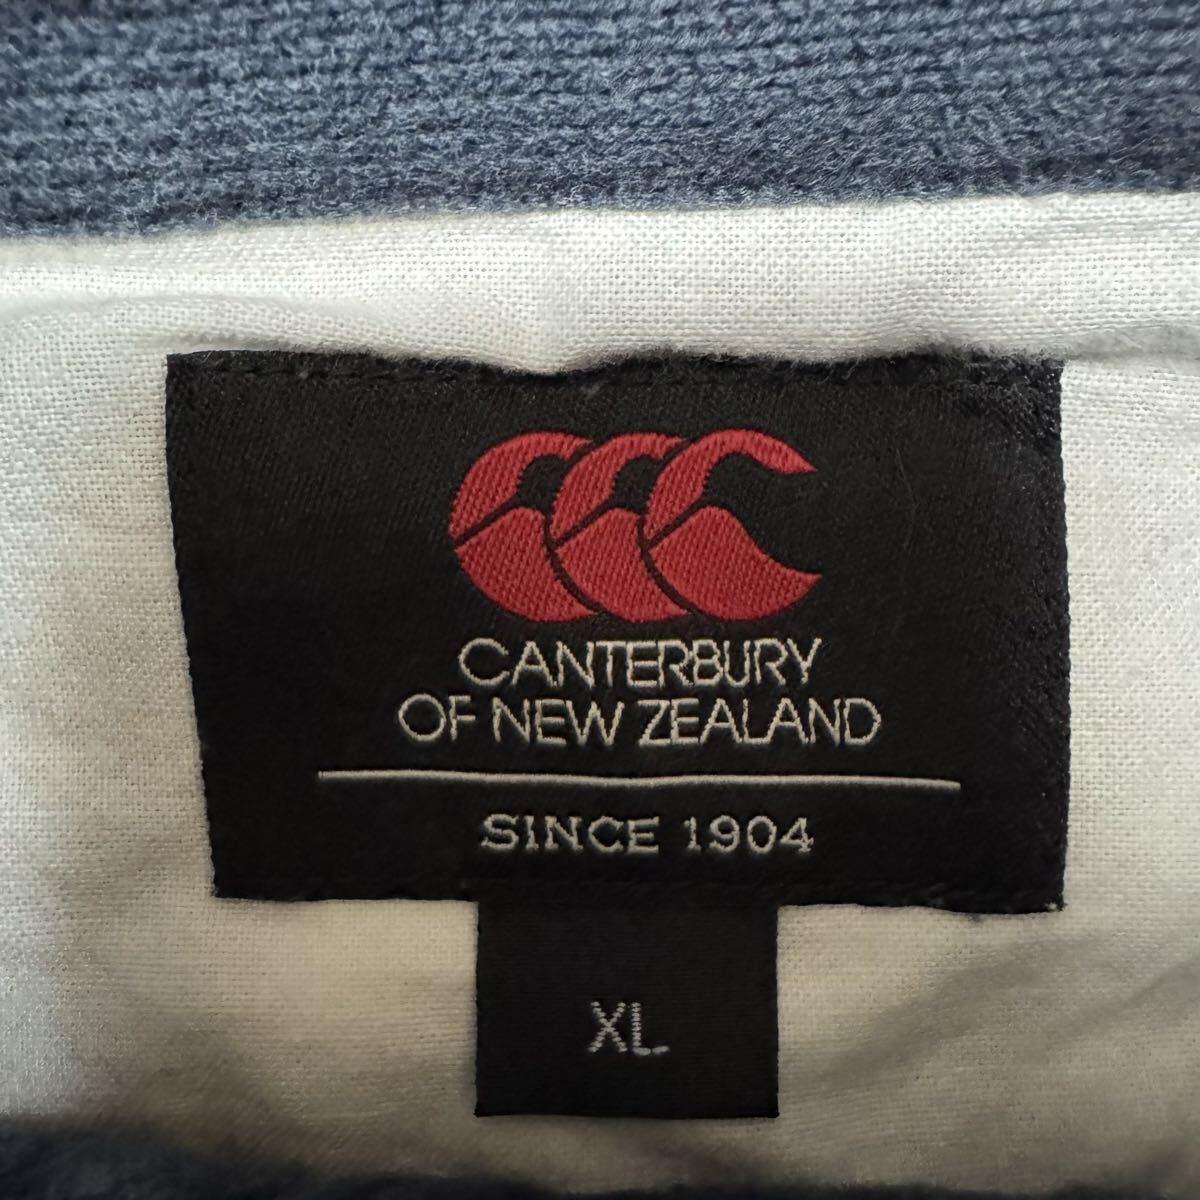 CANTERBURY
OF NEW ZEALAND
SINCE 1904
XL